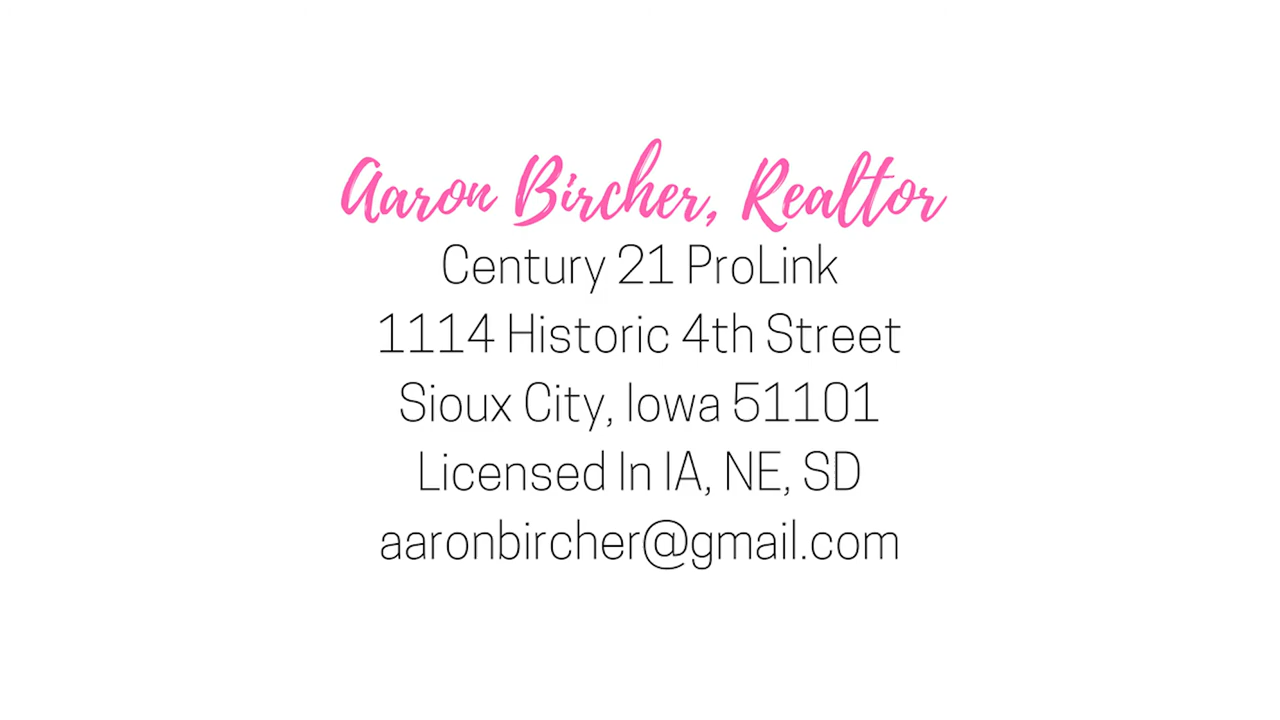 Aaron Bircher, Realtor
Century 21 ProLink
1114 Historic 4th Street
Sioux City, Iowa 51101
Licensed In IA, NE, SD
aaronbircher@gmail.com